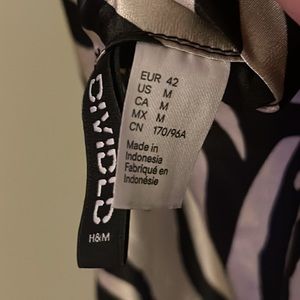 DIVIDED
H&M
EUR 42
US M
CA M
MX M
CN 170/96A
Made in
Indonesia
Fabriqué en
Indonésie